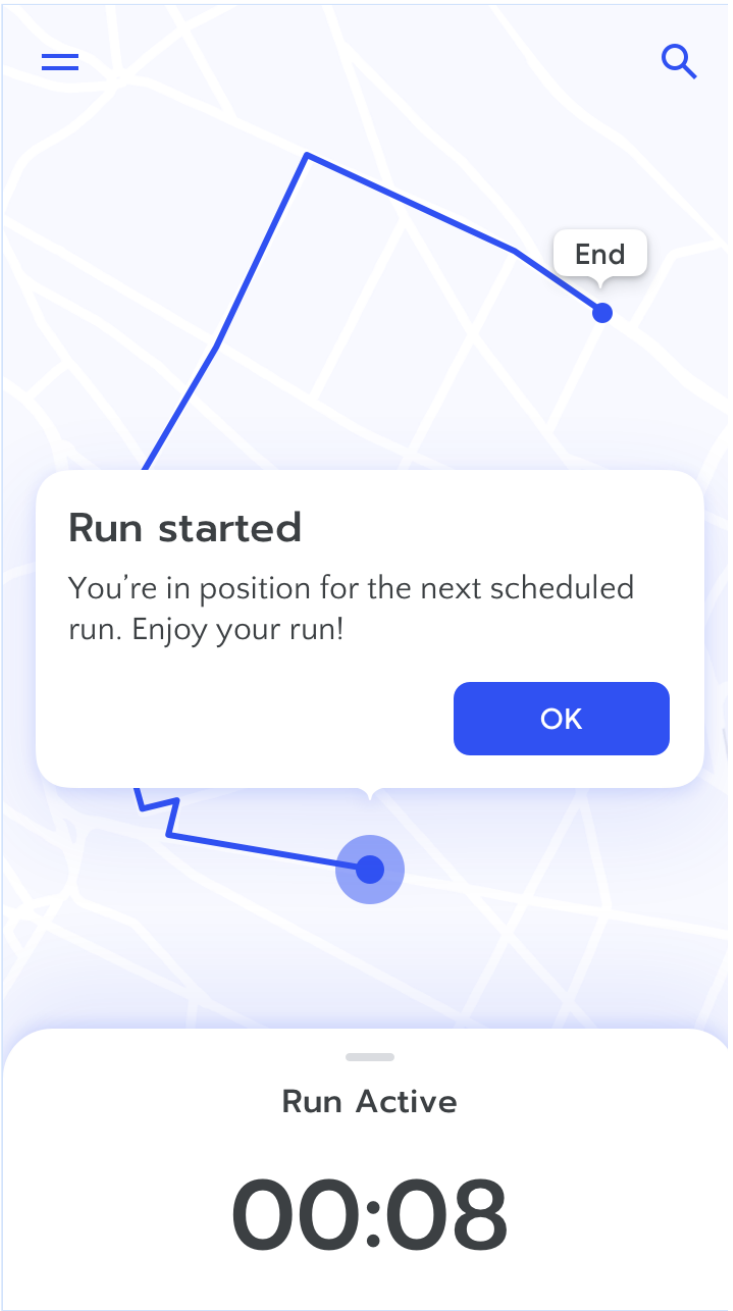 End
Run started
You’re in position for the next scheduled
run. Enjoy your run!
OK
Run Active
00:08